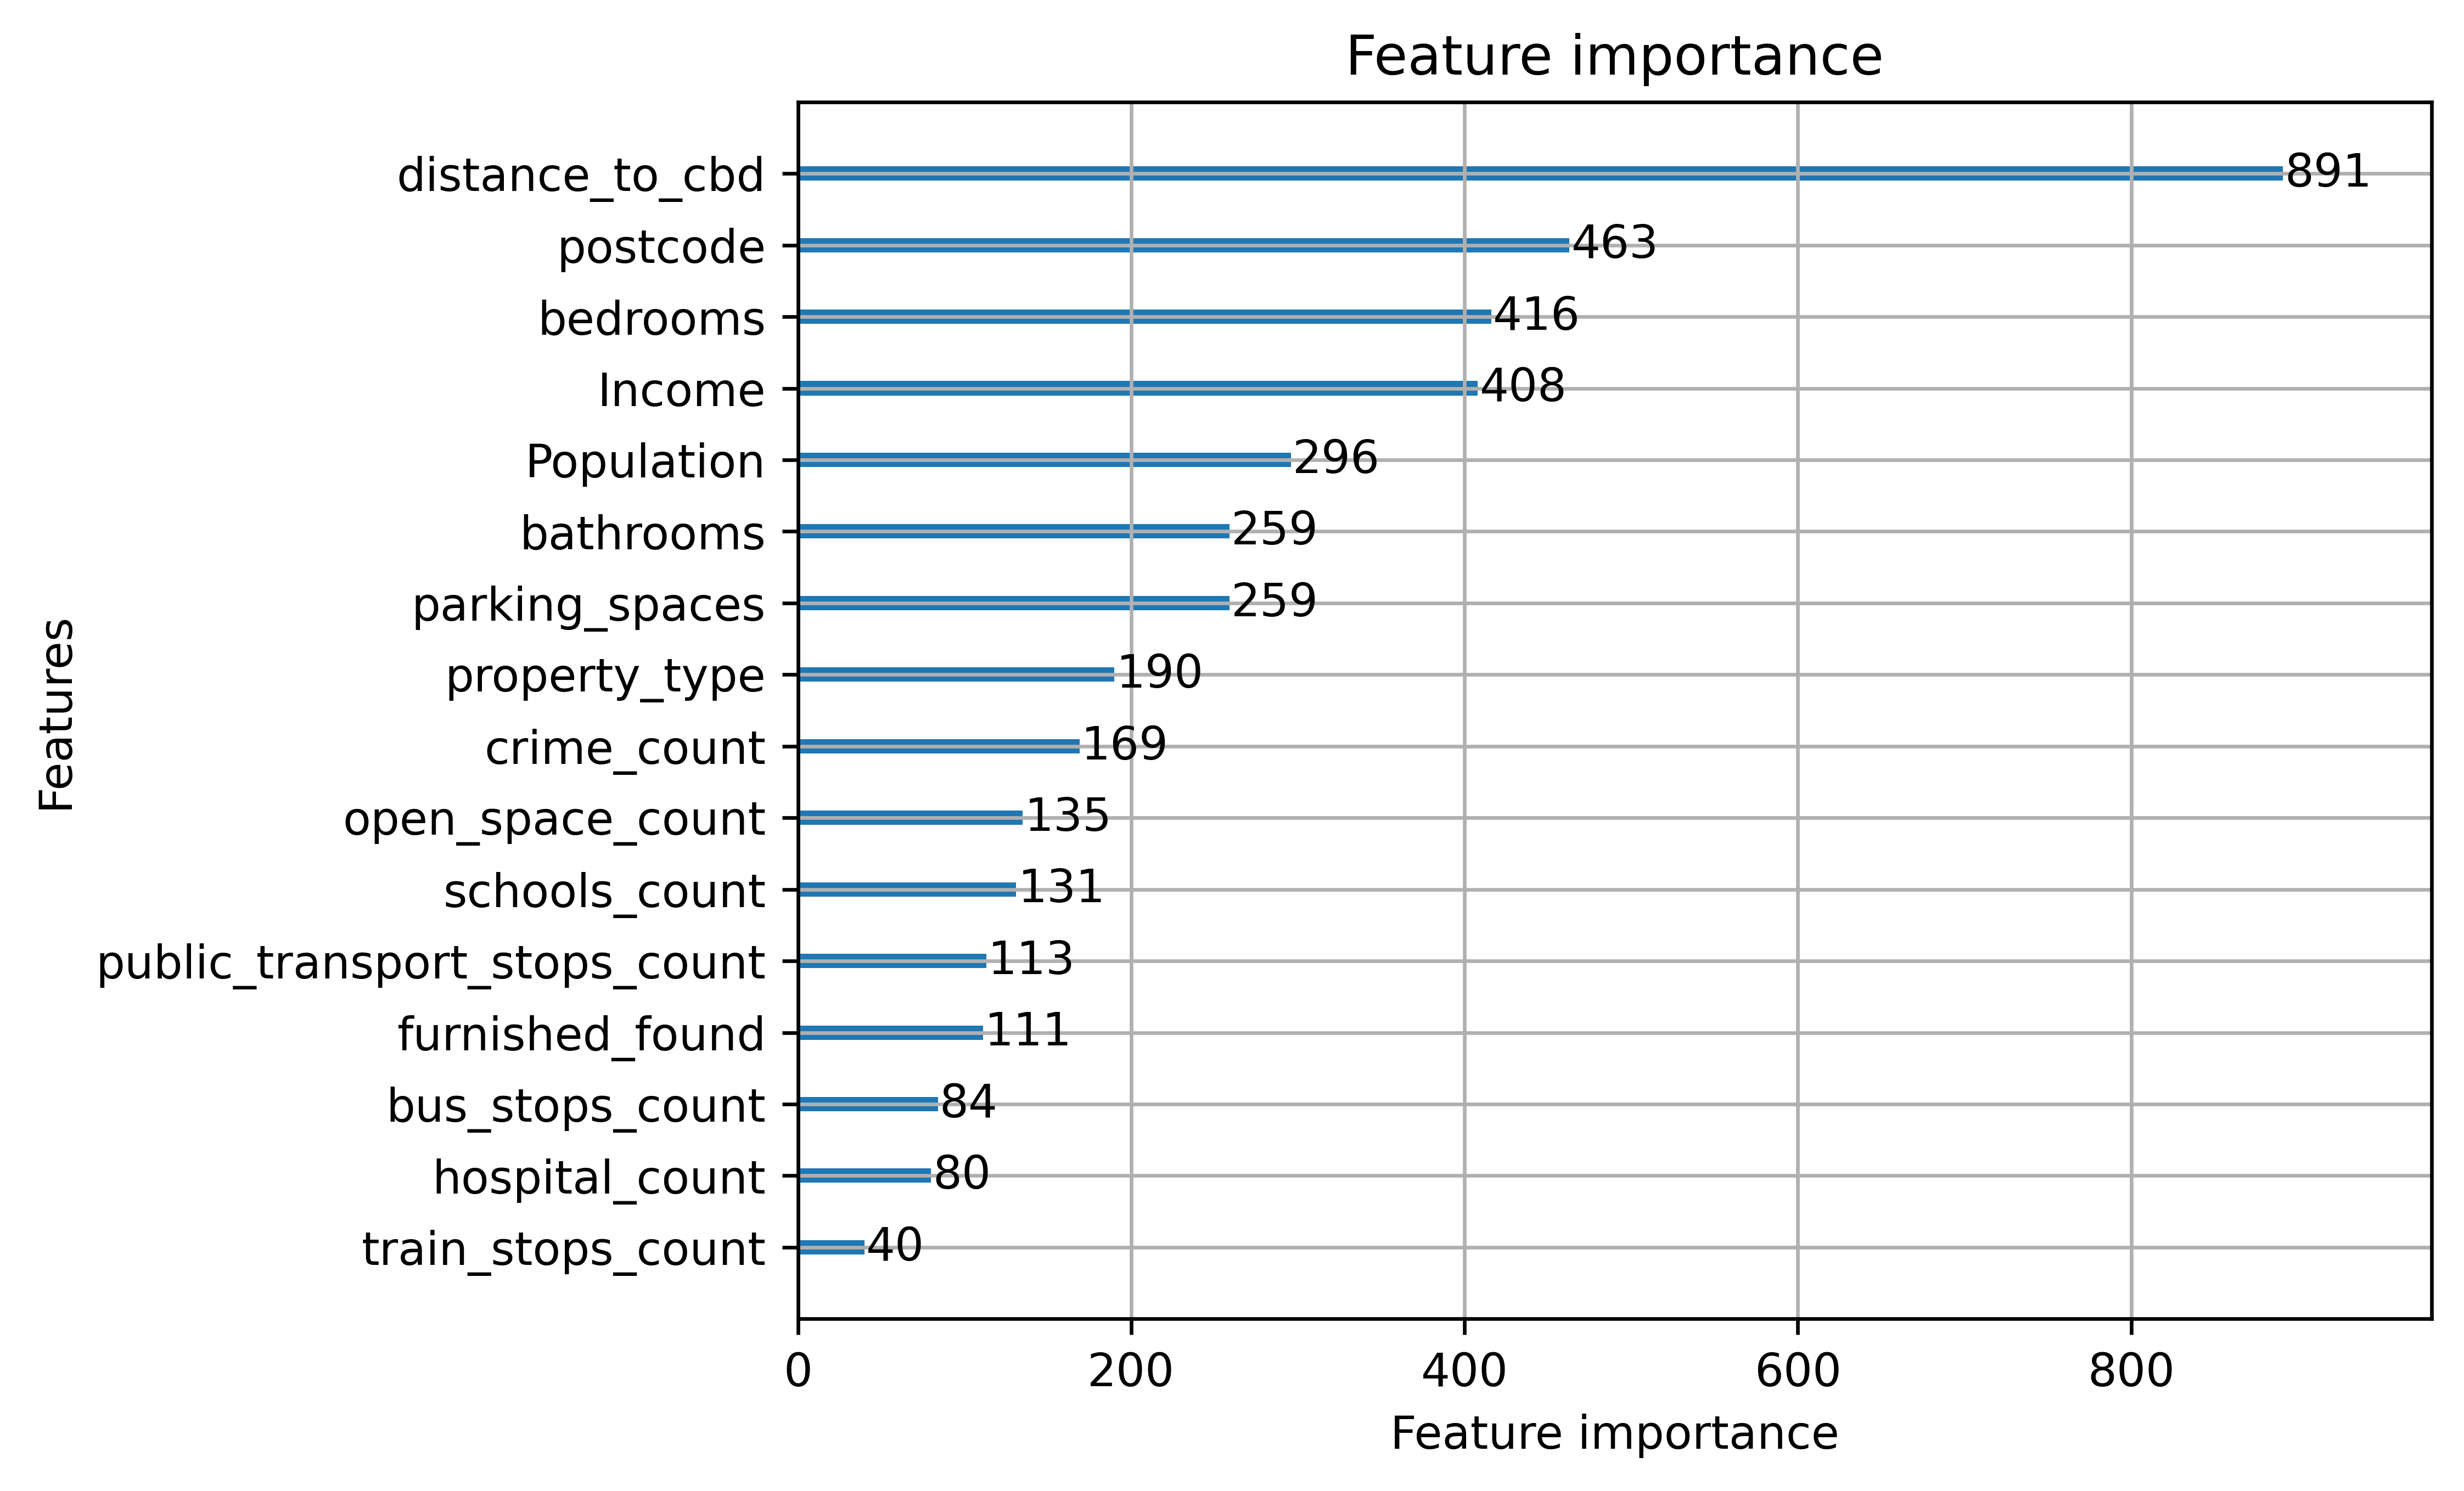 Feature importance
distance_to_cbd 891
postcode 463
bedrooms 416
Income 408
Population 296
bathrooms 259
parking_spaces 259
property_type 190
crime_count 169
open_space_count 135
schools_count 131
public_transport_stops_count 113
furnished_found 111
bus_stops_count 84
hospital_count 80
train_stops_count 40
Features
0 200 400 600 800
Feature importance